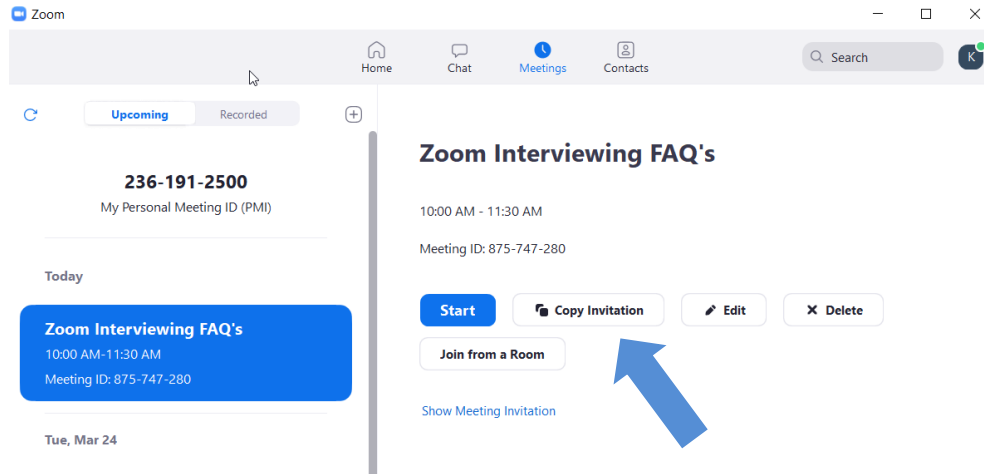 Zoom
Home
Chat
Meetings
Contacts
Search
K
Upcoming
Recorded
236-191-2500
My Personal Meeting ID (PMI)
Today
Zoom Interviewing FAQ's
10:00 AM-11:30 AM
Meeting ID: 875-747-280
Tue, Mar 24
Zoom Interviewing FAQ's
10:00 AM - 11:30 AM
Meeting ID: 875-747-280
Start
Copy Invitation
Edit
Delete
Join from a Room
Show Meeting Invitation